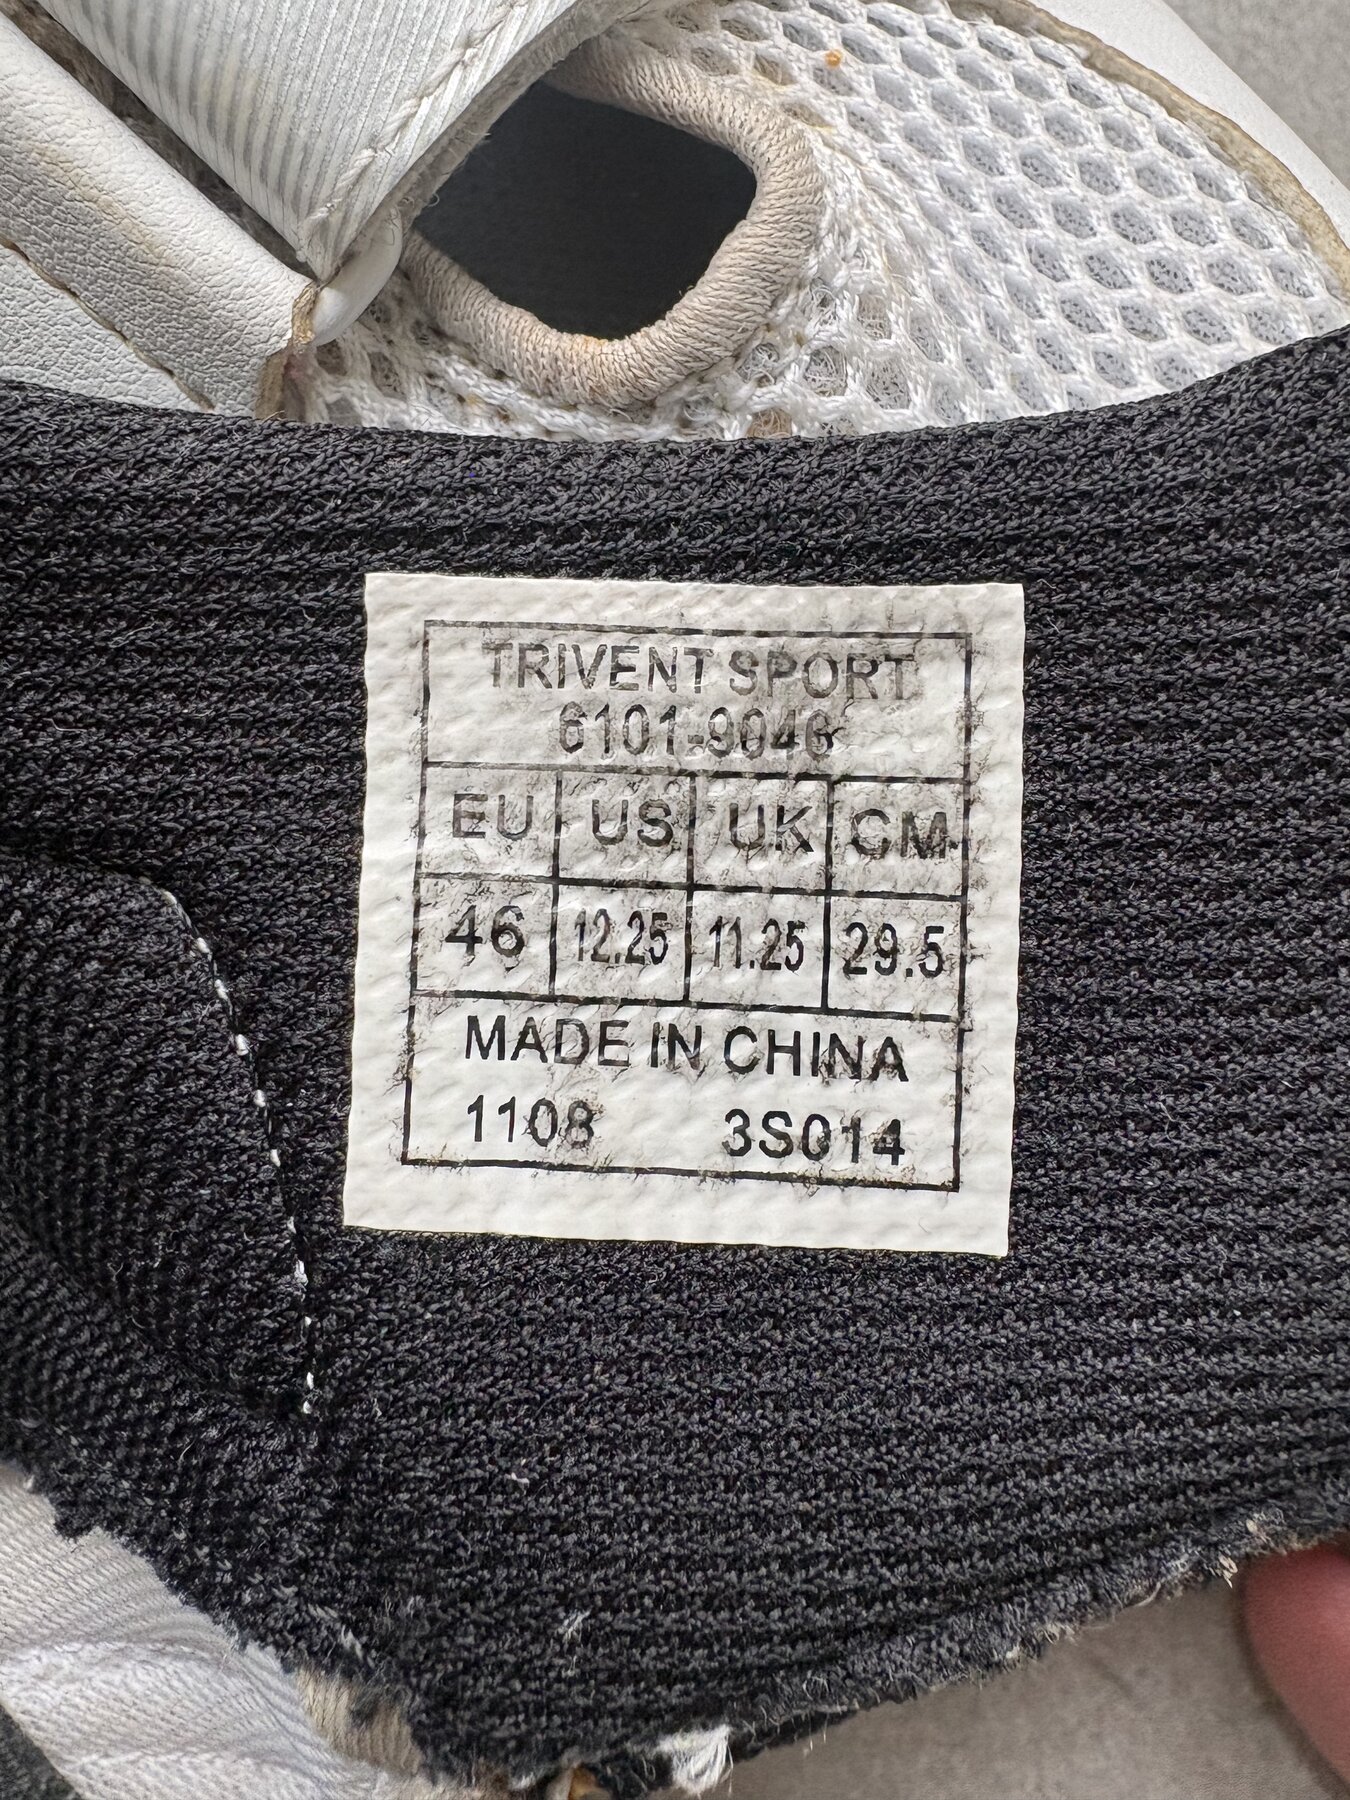 TRIVENT SPORT
6101-9046
EU US UK CM
46 12.25 11.25 29.5
MADE IN CHINA
1108 3S014